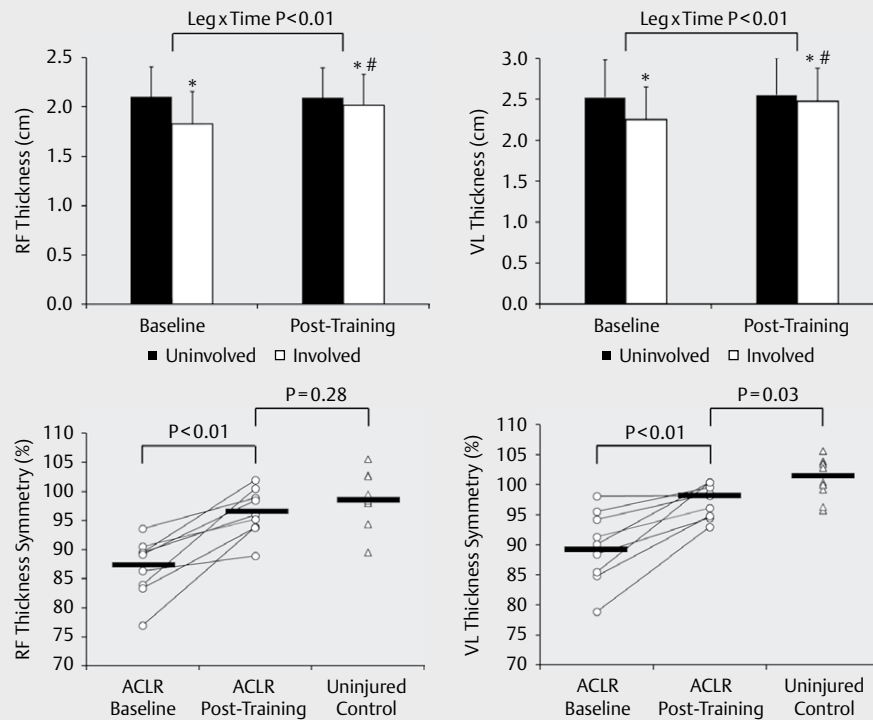 Leg x Time P<0.01
RF Thickness (cm)
2.5
2.0
1.5
1.0
0.5
0.0
* 
* #
Baseline Post-Training
■ Uninvolved □ Involved
Leg x Time P<0.01
VL Thickness (cm)
3.0
2.5
2.0
1.5
1.0
0.5
0.0
*
* #
Baseline Post-Training
■ Uninvolved □ Involved
P=0.28
P<0.01
RF Thickness Symmetry (%)
110
105
100
95
90
85
80
75
70
ACLR Baseline
ACLR Post-Training
Uninjured Control
P=0.03
P<0.01
VL Thickness Symmetry (%)
110
105
100
95
90
85
80
75
70
ACLR Baseline
ACLR Post-Training
Uninjured Control